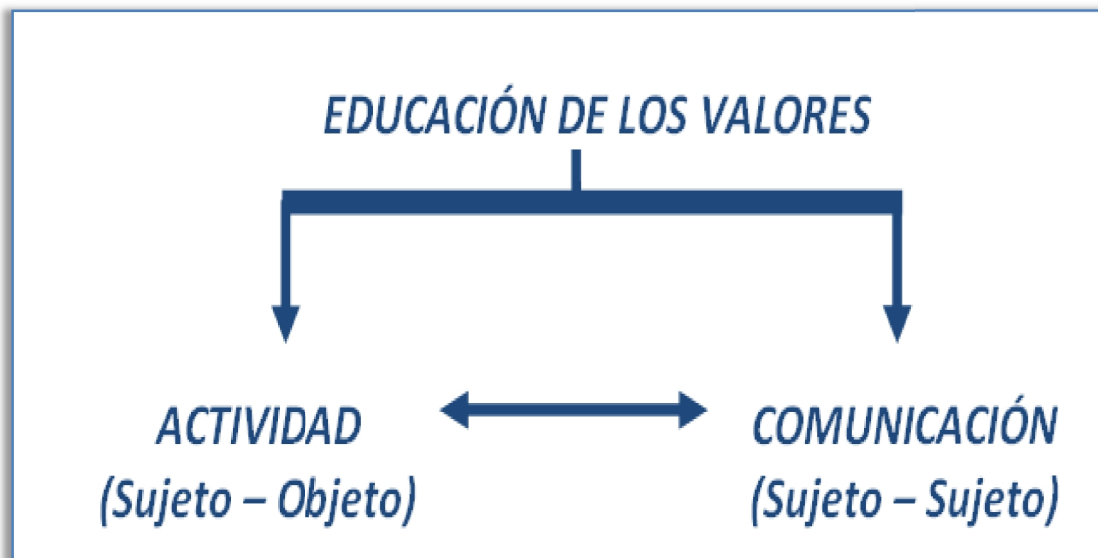 EDUCACIÓN DE LOS VALORES
ACTIVIDAD
(Sujeto – Objeto)
COMUNICACIÓN
(Sujeto – Sujeto)